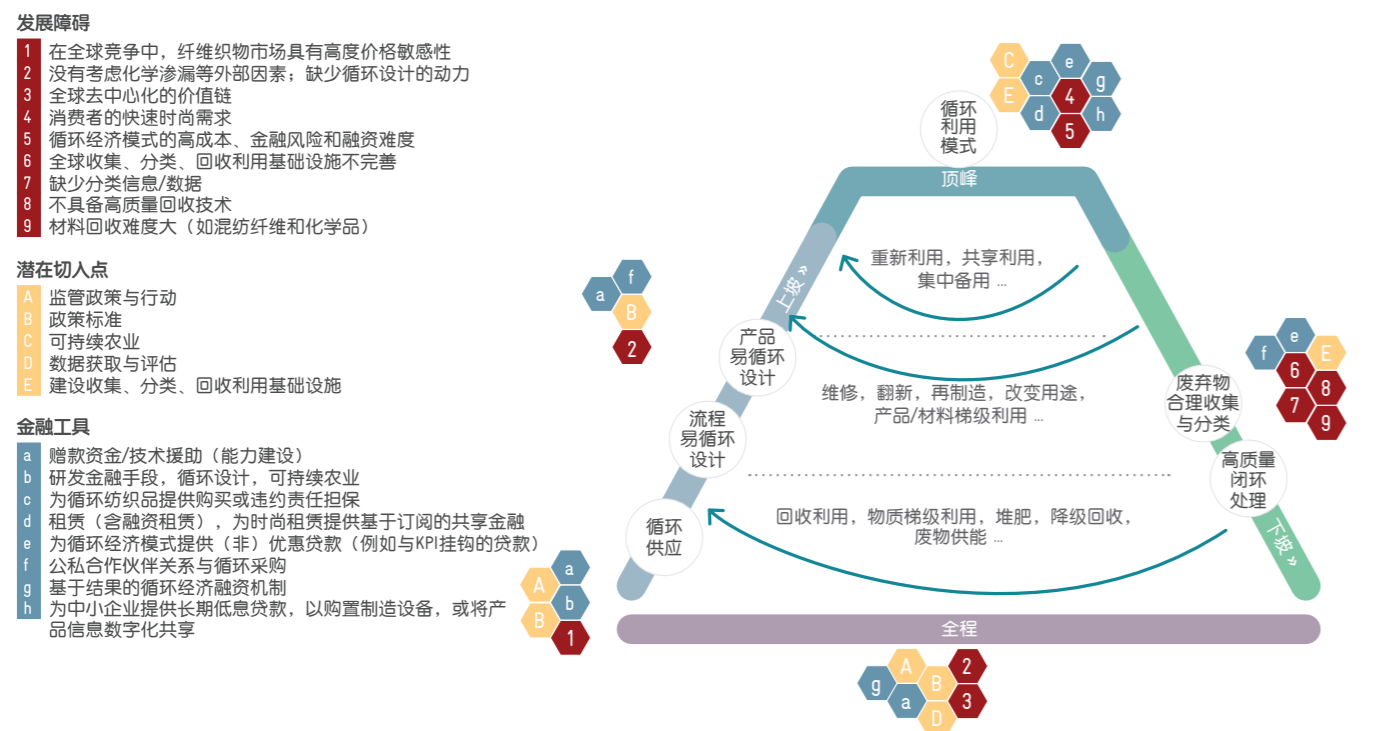 发展障碍
1 在全球竞争中，纤维织物市场具有高度价格敏感性
2 没有考虑化学渗漏等外部因素；缺少循环设计的动力
3 全球去中心化的价值链
4 消费者的快速时尚需求
5 循环经济模式的高成本、金融风险和融资难度
6 全球收集、分类、回收利用基础设施不完善
7 缺少分类信息/数据
8 不具备高质量回收技术
9 材料回收难度大（如混纺纤维和化学品）
潜在切入点
A 监管政策与行动
B 政策标准
C 可持续农业
D 数据获取与评估
E 建设收集、分类、回收利用基础设施
金融工具
a 赠款资金/技术援助（能力建设）
b 研发金融手段，循环设计，可持续农业
c 为循环纺织品提供购买或违约责任担保
d 租赁（含融资租赁），为时尚租赁提供基于订阅的共享金融
e 为循环经济模式提供（非）优惠贷款（例如与KPI挂钩的贷款）
f 公私合作伙伴关系与循环采购
g 基于结果的循环经济融资机制
h 为中小企业提供长期低息贷款，以购置制造设备，或将产
品信息数字化共享
A
B
a
b
1
a
f
B
2
C
E
c
d
e
4
5
g
h
循环
利用
模式
顶峰
上坡»
重新利用，共享利用，
集中备用 ...
产品
易循环
设计
维修，翻新，再制造，改变用途，
产品/材料梯级利用 ...
流程
易循环
设计
循环
供应
回收利用，物质梯级利用，堆肥，降级回收，
废物供能 ...
f
e
E
6
7
8
9
废弃物
合理收集
与分类
高质量
闭环
处理
下坡»
全程
g
A
a
B
D
2
3